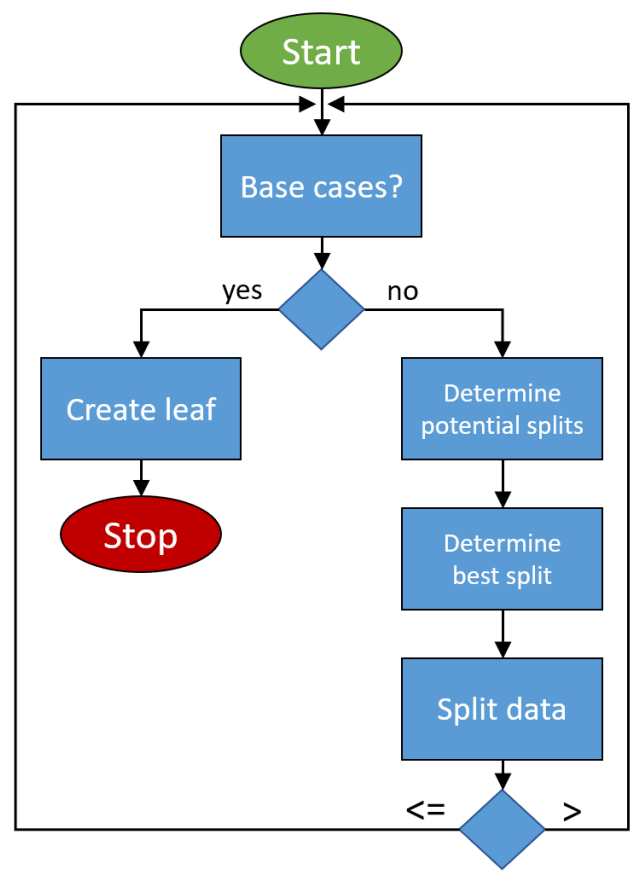 Start
Base cases?
yes
no
Create leaf
Determine
potential splits
Stop
Determine
best split
Split data
<=
>